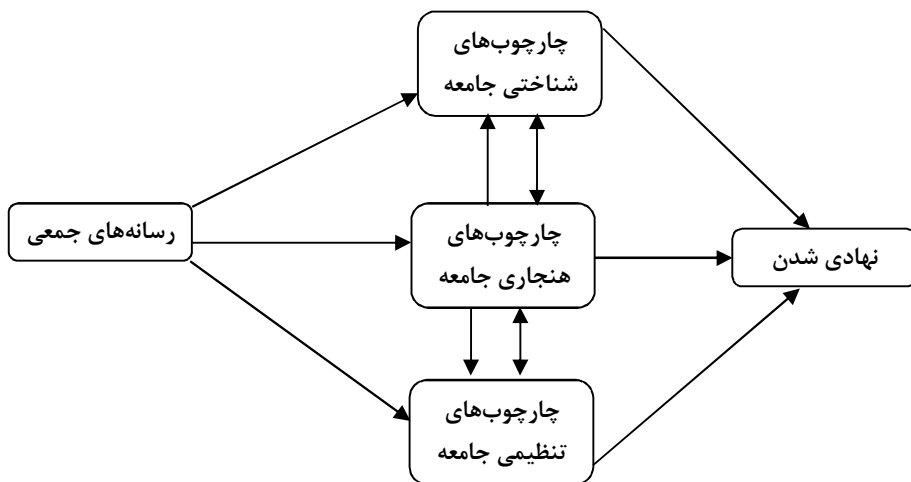 چارچوب‌های
شناختی جامعه
رسانه‌های جمعی
چارچوب‌های
هنجاری جامعه
نهادی شدن
چارچوب‌های
تنظیمی جامعه